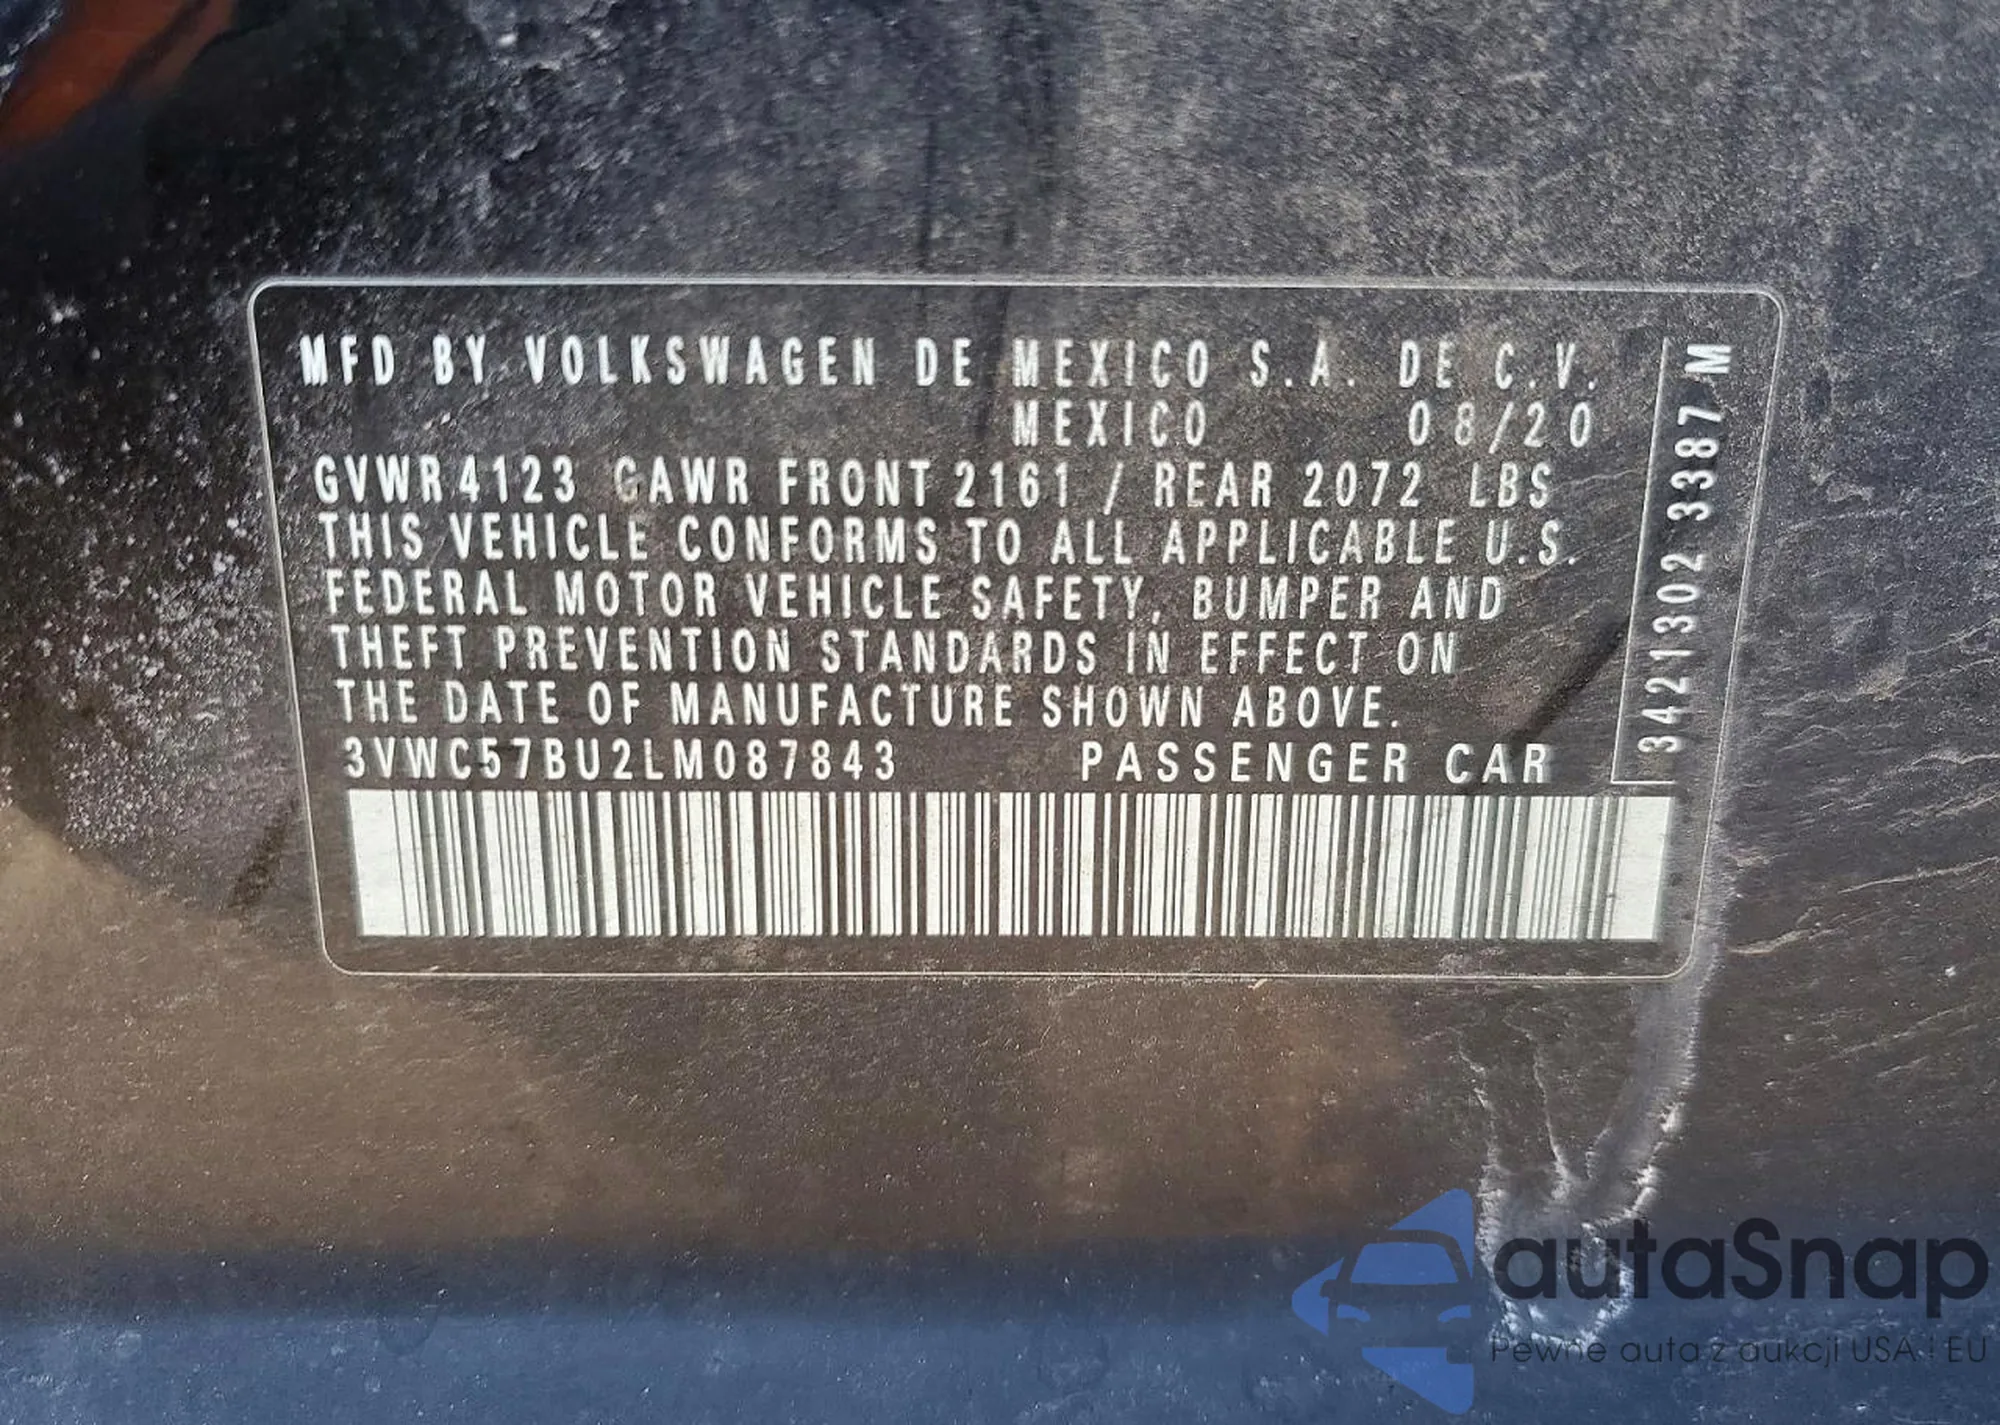 MFD BY VOLKSWAGEN DE MEXICO S.A. DE C.V.
MEXICO 08/20
GVWR 4123 GAWR FRONT 2161 / REAR 2072 LBS
THIS VEHICLE CONFORMS TO ALL APPLICABLE U.S.
FEDERAL MOTOR VEHICLE SAFETY, BUMPER AND
THEFT PREVENTION STANDARDS IN EFFECT ON
THE DATE OF MANUFACTURE SHOWN ABOVE.
3VWC57BU2LM087843 PASSENGER CAR
3421302 3387 M
autaSnap
Pewne auta z aukcji USA i EU